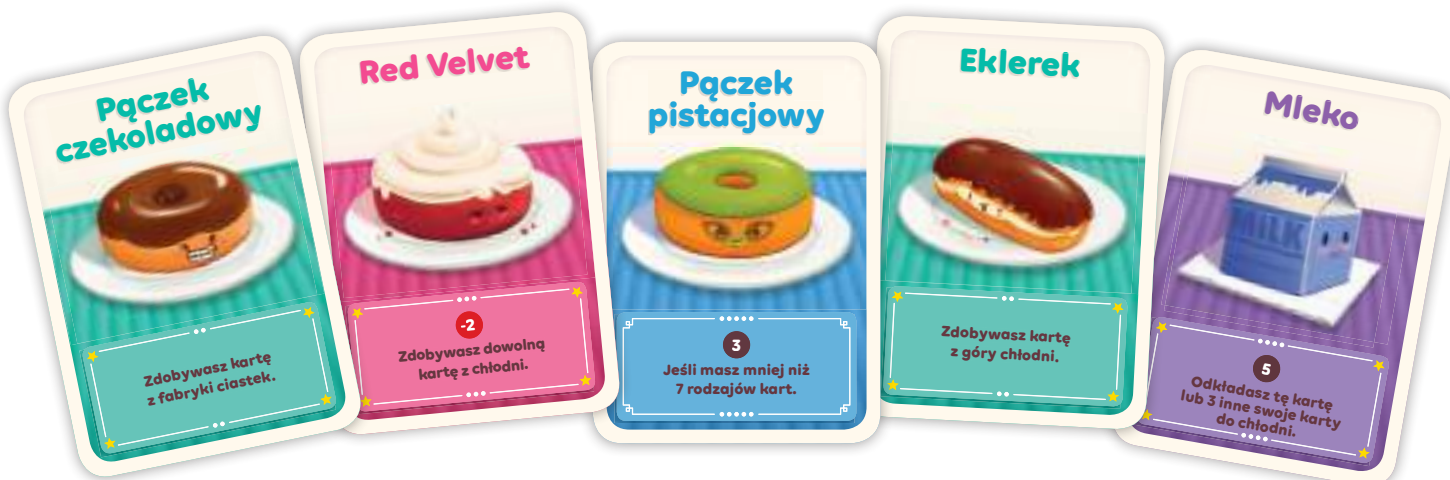 Pączek
czekoladowy
Zdobywasz kartę
z fabryki ciastek.
Red Velvet
-2
Zdobywasz dowolną
kartę z chłodni.
Pączek
pistacjowy
3
Jeśli masz mniej niż
7 rodzajów kart.
Eklerek
Zdobywasz kartę
z góry chłodni.
Mleko
MILK
5
Odkładasz tę kartę
lub 3 inne swoje karty
do chłodni.